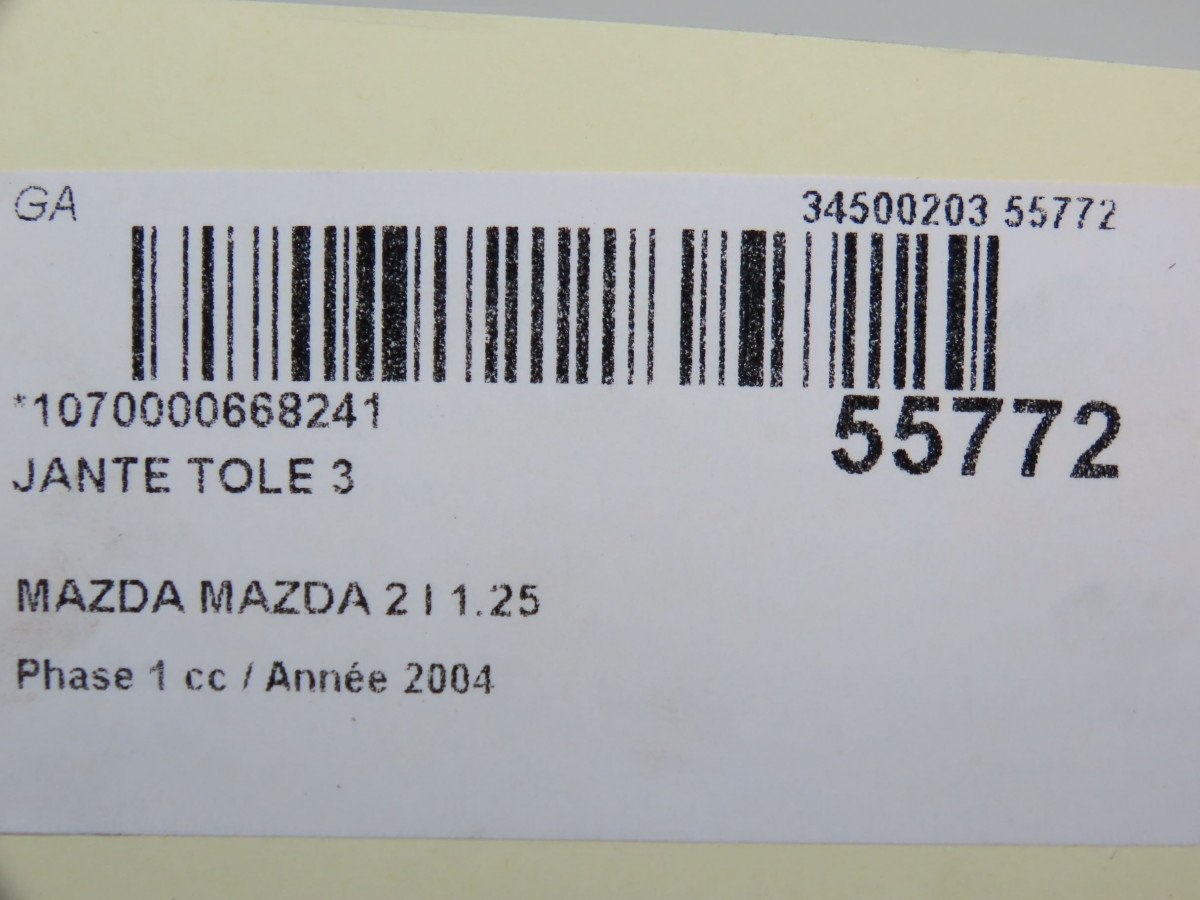 GA
34500203 55772
*1070000668241
55772
JANTE TOLE 3
MAZDA MAZDA 2 I 1.25
Phase 1 cc / Année 2004